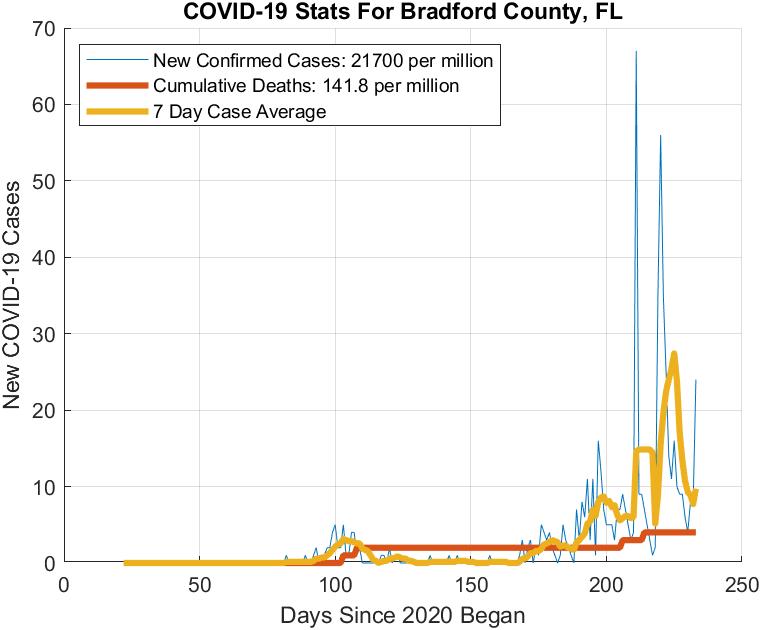 COVID-19 Stats For Bradford County, FL
New Confirmed Cases: 21700 per million
Cumulative Deaths: 141.8 per million
7 Day Case Average
New COVID-19 Cases
70
60
50
40
30
20
10
0
0 50 100 150 200 250
Days Since 2020 Began